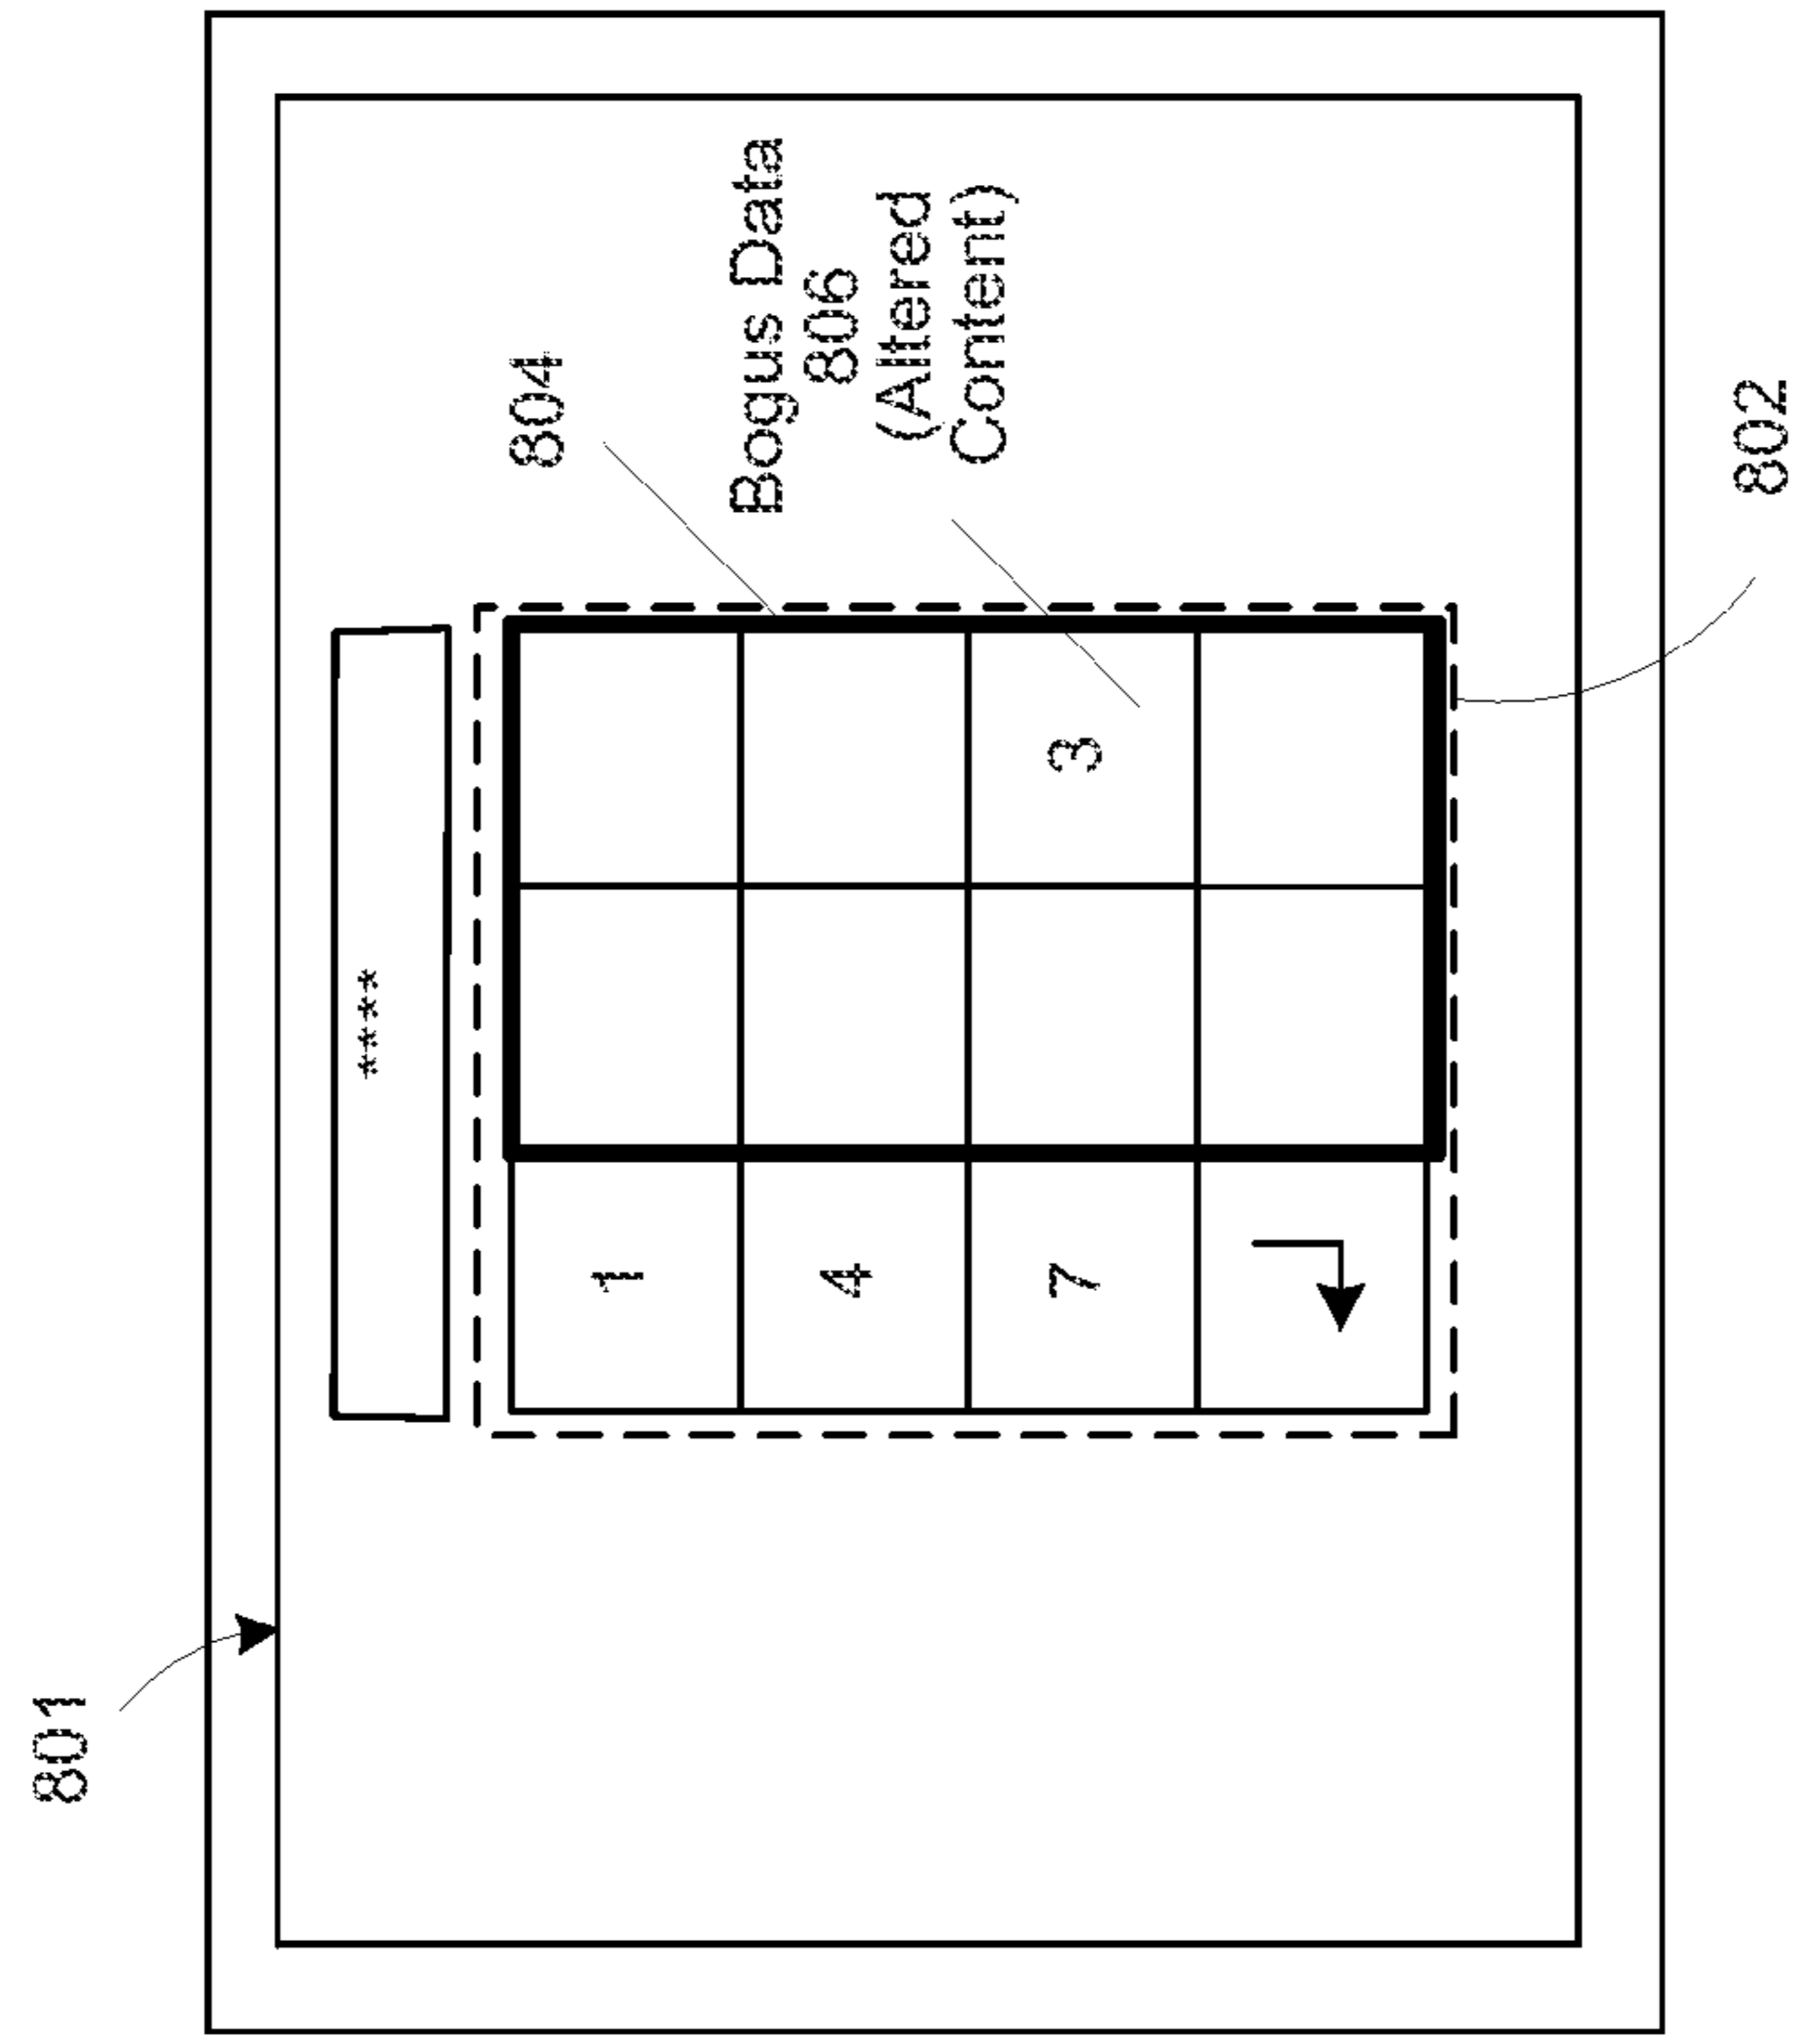 801
****
804
1
Bogus Data
806
(Altered
Content)
4
7 3
802